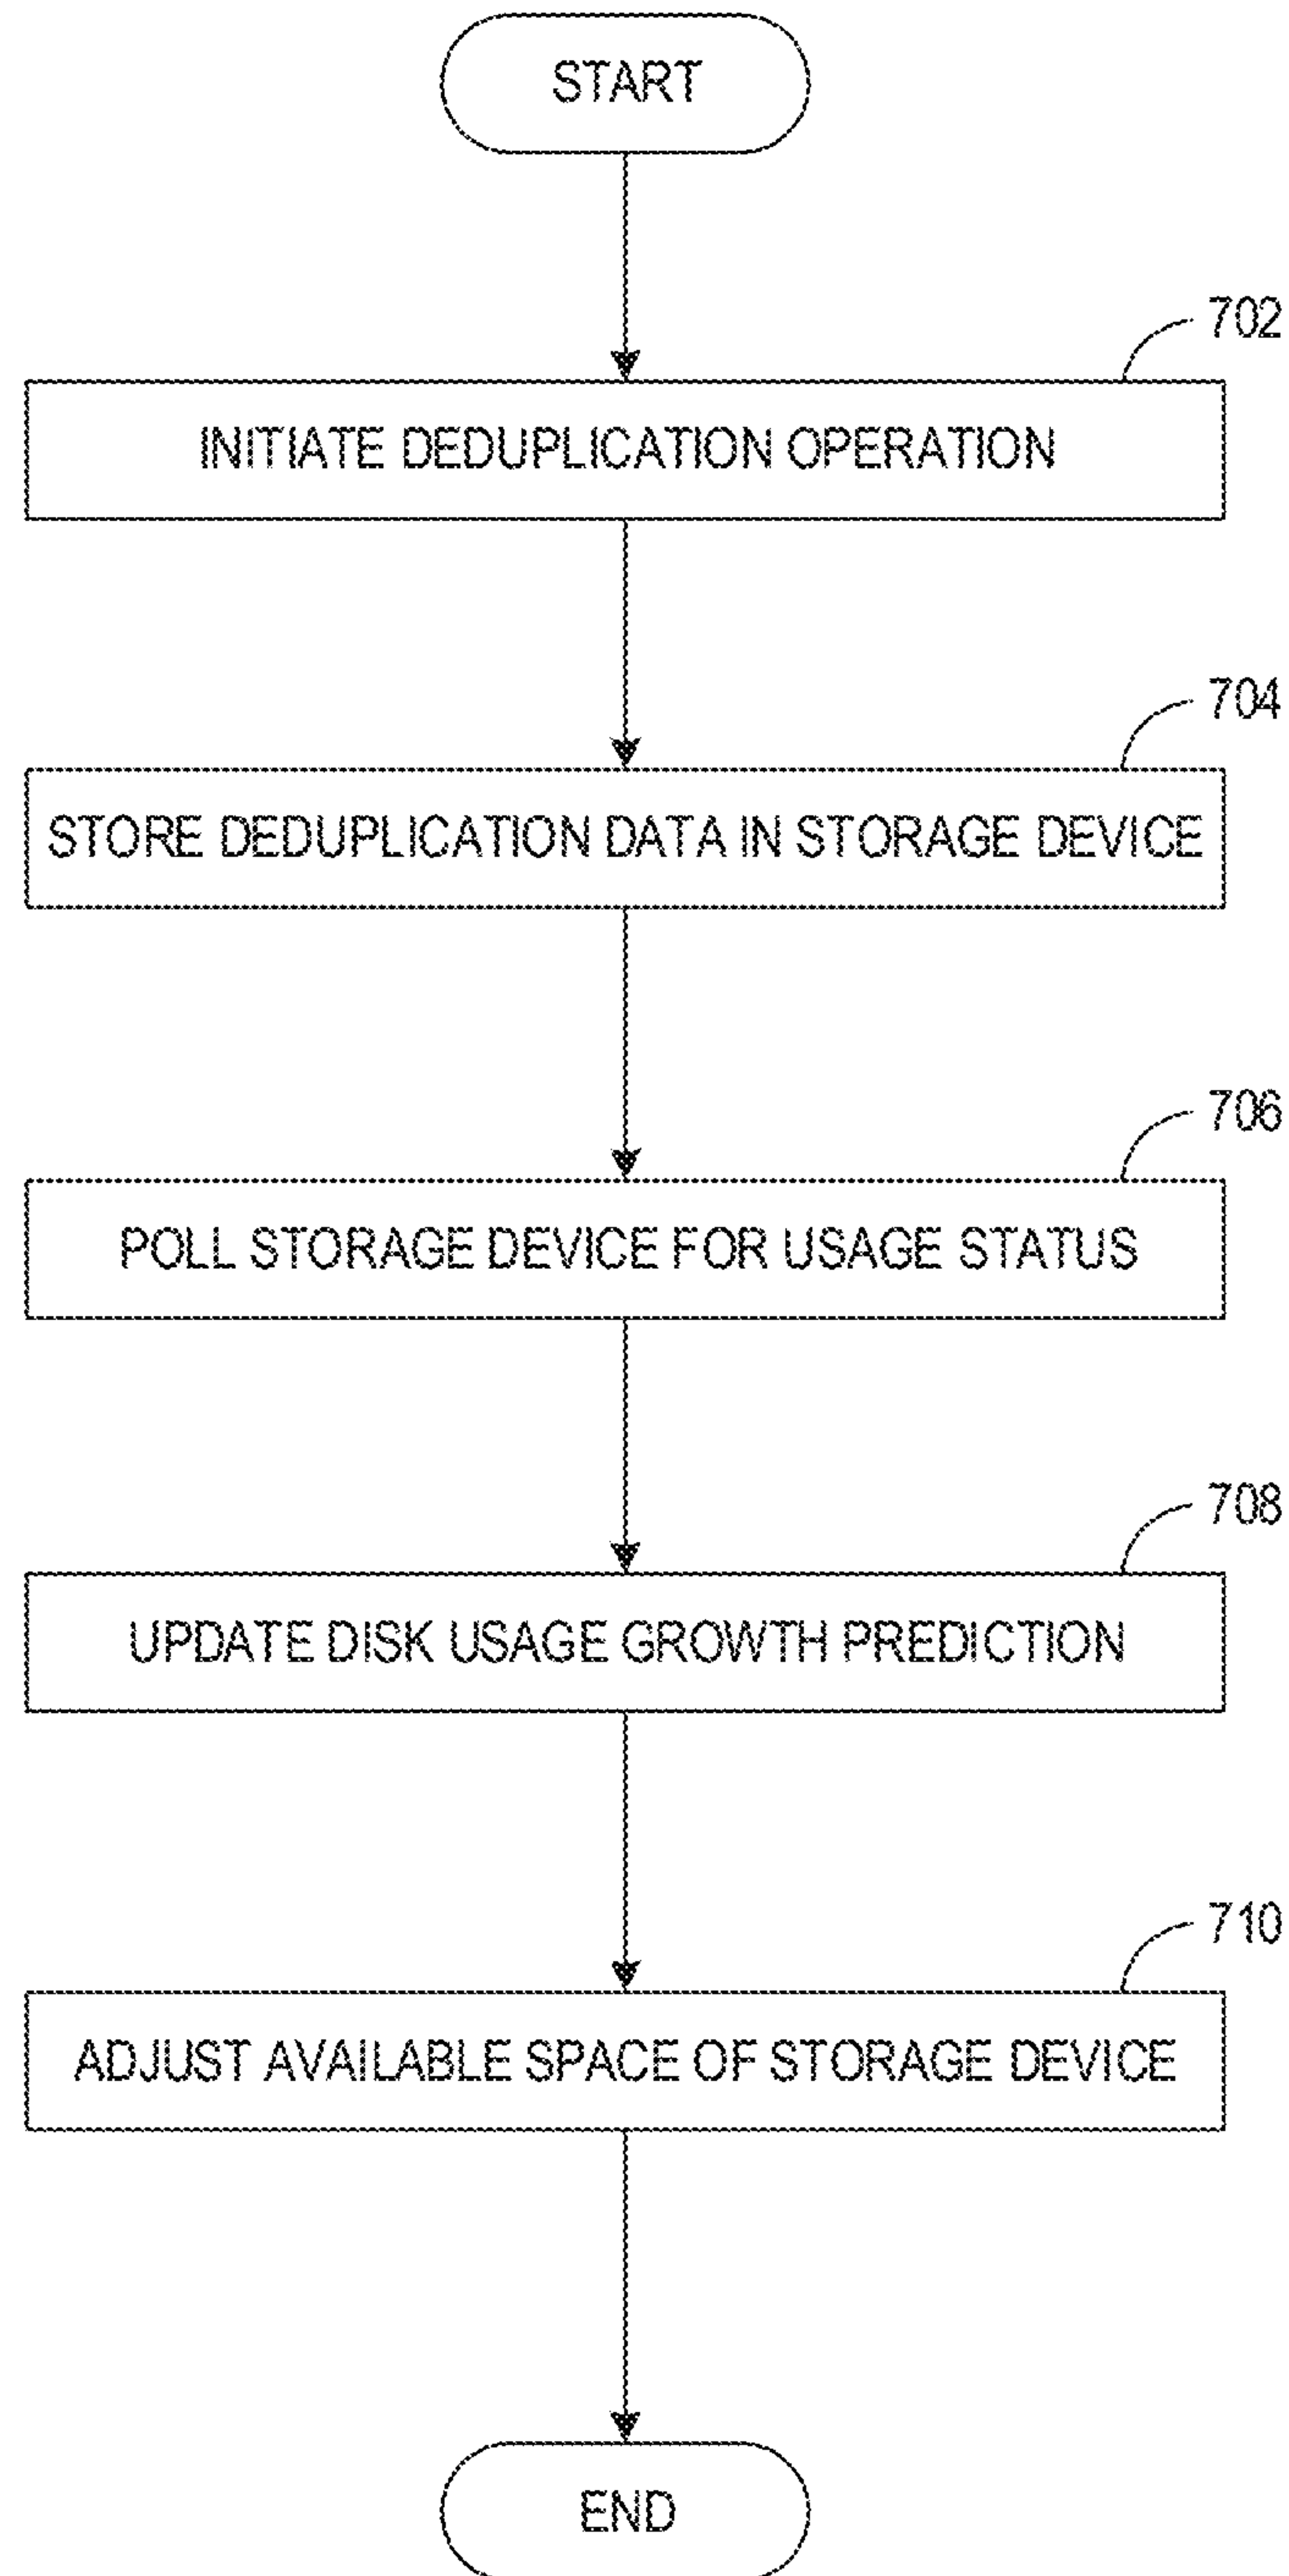 START
702
INITIATE DEDUPLICATION OPERATION
704
STORE DEDUPLICATION DATA IN STORAGE DEVICE
706
POLL STORAGE DEVICE FOR USAGE STATUS
708
UPDATE DISK USAGE GROWTH PREDICTION
710
ADJUST AVAILABLE SPACE OF STORAGE DEVICE
END